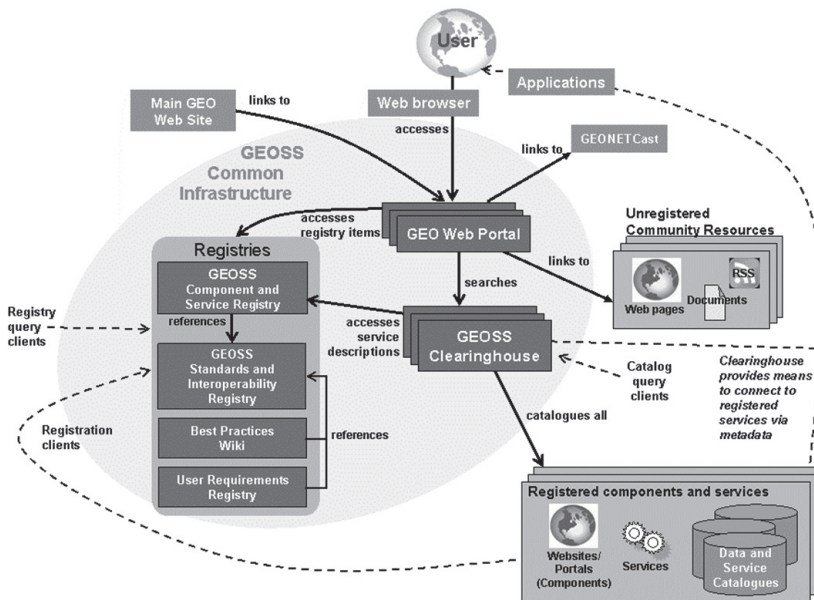 User
Applications
Main GEO
Web Site
links to
Web browser
accesses
links to
GEONETCast
GEOSS
Common
Infrastructure
accesses
registry items
GEO Web Portal
Unregistered
Community Resources
Registries
links to
RSS
Web pages
Documents
GEOSS
Component and
Service Registry
searches
Registry
query
clients
references
accesses
service
descriptions
GEOSS
Clearinghouse
GEOSS
Standards and
Interoperability
Registry
Catalog
query
clients
Clearinghouse
provides means
to connect to
registered
services via
metadata
Registration
clients
Best Practices
Wiki
references
catalogues all
User Requirements
Registry
Registered components and services
Websites/
Portals
(Components)
Services
Data and
Service
Catalogues